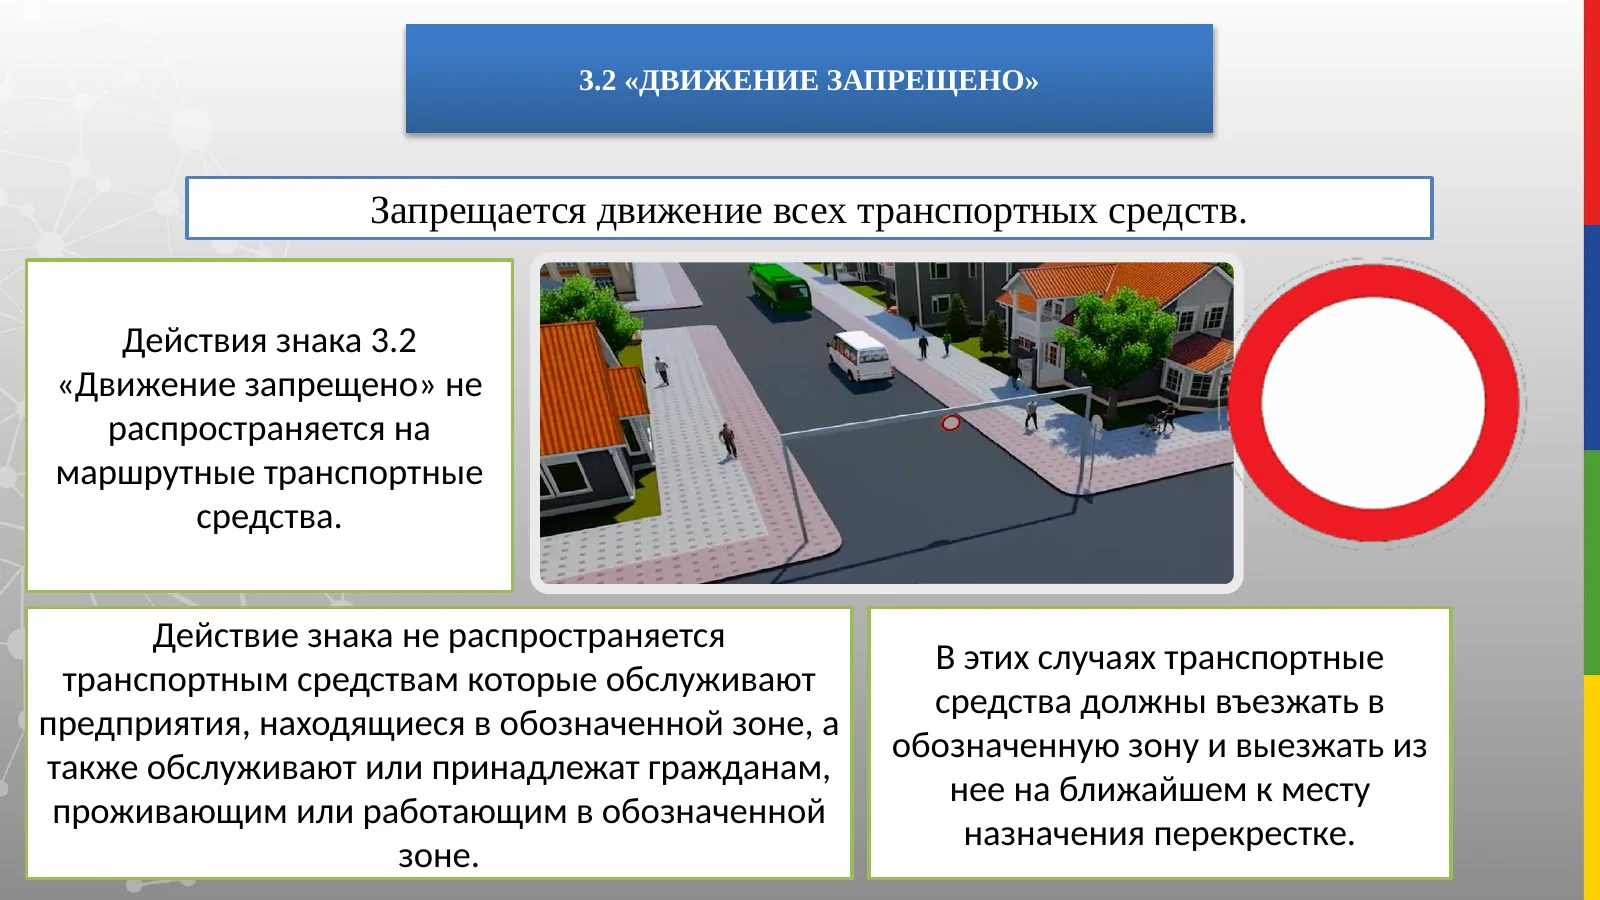 3.2 «ДВИЖЕНИЕ ЗАПРЕЩЕНО»
Запрещается движение всех транспортных средств.
Действия знака 3.2
«Движение запрещено» не
распространяется на
маршрутные транспортные
средства.
Действие знака не распространяется
транспортным средствам которые обслуживают
предприятия, находящиеся в обозначенной зоне, а
также обслуживают или принадлежат гражданам,
проживающим или работающим в обозначенной
зоне.
В этих случаях транспортные
средства должны въезжать в
обозначенную зону и выезжать из
нее на ближайшем к месту
назначения перекрестке.